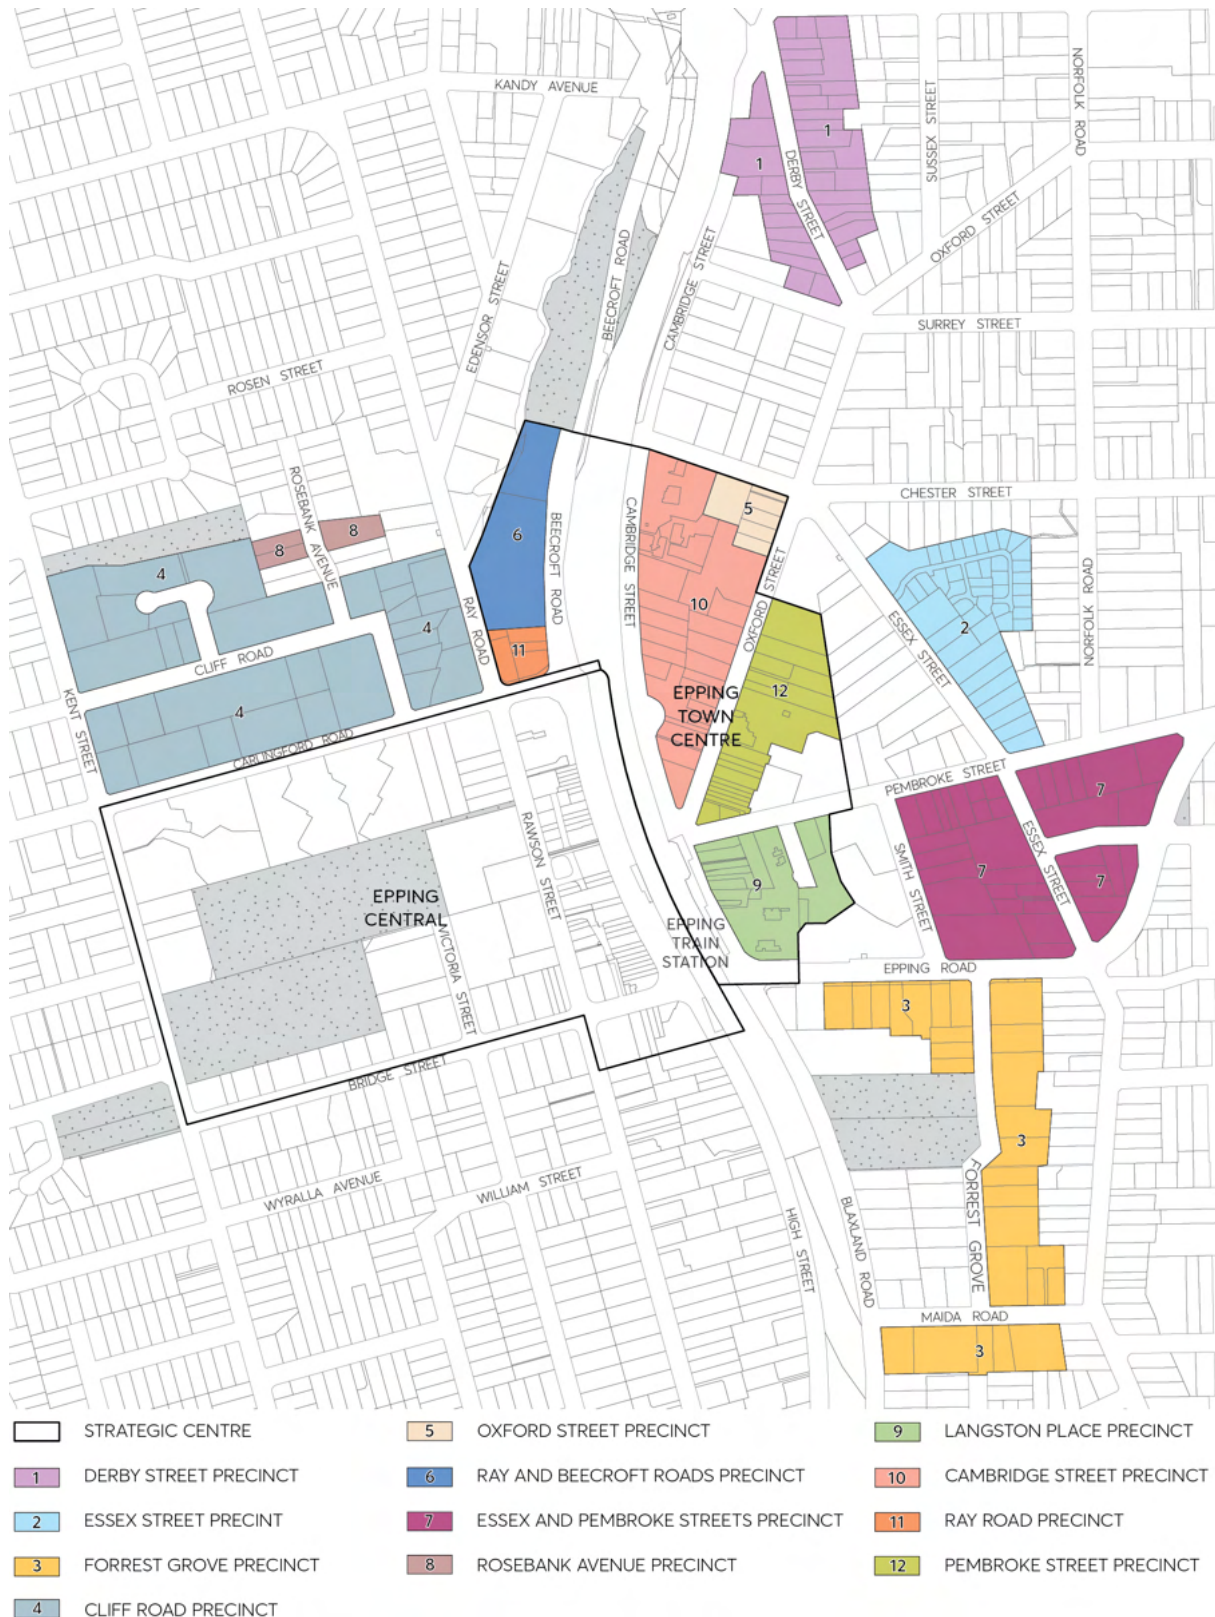 KANDY AVENUE
NORFOLK ROAD
SUSSEX STREET
1
1
DERBY STREET
OXFORD STREET
BEECROFT ROAD
CAMBRIDGE STREET
EDENSOR STREET
SURREY STREET
ROSEN STREET
ROSEBANK AVENUE
CHESTER STREET
5
BEECROFT ROAD
CAMBRIDGE STREET
6
8
8
4
OXFORD STREET
NORFOLK ROAD
10
ESSEX STREET
2
4
RAY ROAD
11
CLIFF ROAD
KENT STREET
4
12
EPPING
TOWN
CENTRE
CARLINGFORD ROAD
PEMBROKE STREET
7
RAWSON STREET
ESSEX STREET
SMITH STREET
7
7
9
EPPING
CENTRAL
VICTORIA STREET
EPPING
TRAIN
STATION
EPPING ROAD
3
BRIDGE STREET
3
WYRALLA AVENUE
WILLIAM STREET
FORREST GROVE
HIGH STREET
BLAXLAND ROAD
MAIDA ROAD
3
STRATEGIC CENTRE
1 DERBY STREET PRECINCT
2 ESSEX STREET PRECINT
3 FORREST GROVE PRECINCT
4 CLIFF ROAD PRECINCT
5 OXFORD STREET PRECINCT
6 RAY AND BEECROFT ROADS PRECINCT
7 ESSEX AND PEMBROKE STREETS PRECINCT
8 ROSEBANK AVENUE PRECINCT
9 LANGSTON PLACE PRECINCT
10 CAMBRIDGE STREET PRECINCT
11 RAY ROAD PRECINCT
12 PEMBROKE STREET PRECINCT